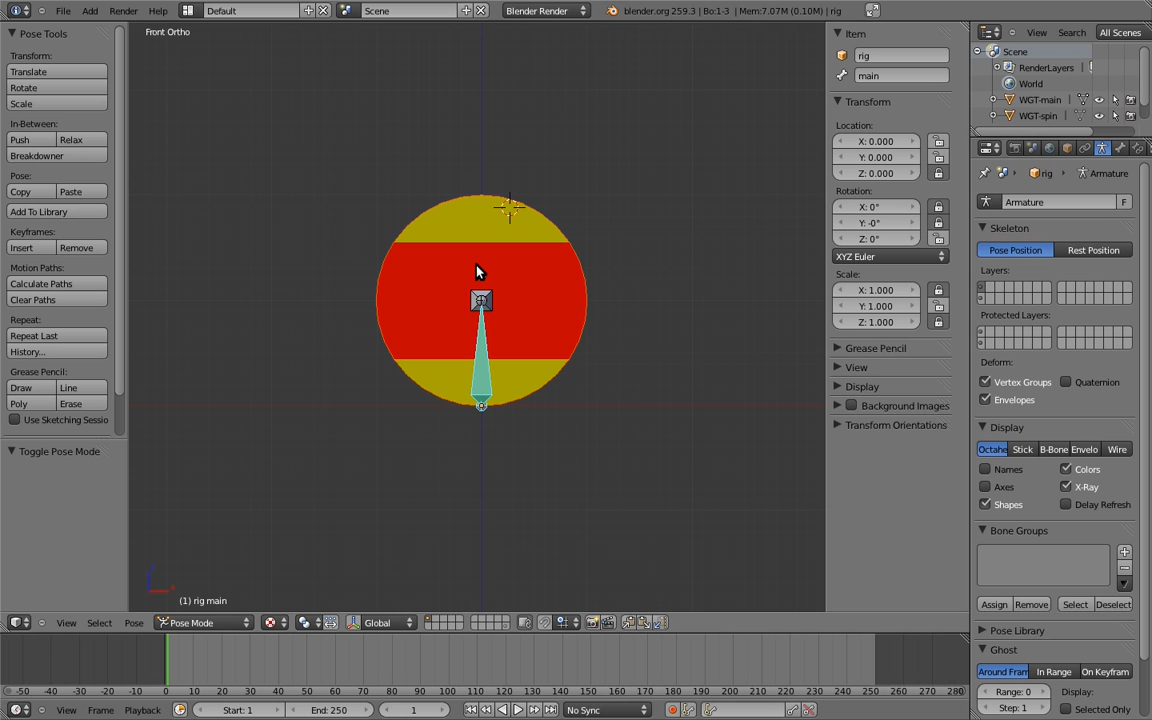 File Add Render Help Default Scene Blender Render blender.org 259.3 | Bo:1-3 | Mem:7.07M (0.10M) | rig
Pose Tools
Transform:
Translate
Rotate
Scale
In-Between:
Push Relax
Breakdowner
Pose:
Copy Paste
Add To Library
Keyframes:
Insert Remove
Motion Paths:
Calculate Paths
Clear Paths
Repeat:
Repeat Last
History...
Grease Pencil:
Draw Line
Poly Erase
Use Sketching Sessio
Toggle Pose Mode
Front Ortho
(1) rig main
Item
rig
main
Transform
Location:
X: 0.000
Y: 0.000
Z: 0.000
Rotation:
X: 0°
Y: -0°
Z: 0°
XYZ Euler
Scale:
X: 1.000
Y: 1.000
Z: 1.000
Grease Pencil
View
Display
Background Images
Transform Orientations
View Search All Scenes
Scene
RenderLayers |
World
WGT-main
WGT-spin
rig Armature
Armature F
Skeleton
Pose Position Rest Position
Layers:
Protected Layers:
Deform:
Vertex Groups Quaternion
Envelopes
Display
Octahe Stick B-Bone Envelo Wire
Names Colors
Axes X-Ray
Shapes Delay Refresh
Bone Groups
Assign Remove Select Deselect
Pose Library
Ghost
Around Fram In Range On Keyfram
Range: 0 Display:
Step: 1 Selected Only
View Select Pose Pose Mode Global
-50 -40 -30 -20 -10 0 10 20 30 40 50 60 70 80 90 100 110 120 130 140 150 160 170 180 190 200 210 220 230 240 250 260 270 280
View Frame Playback Start: 1 End: 250 1 No Sync